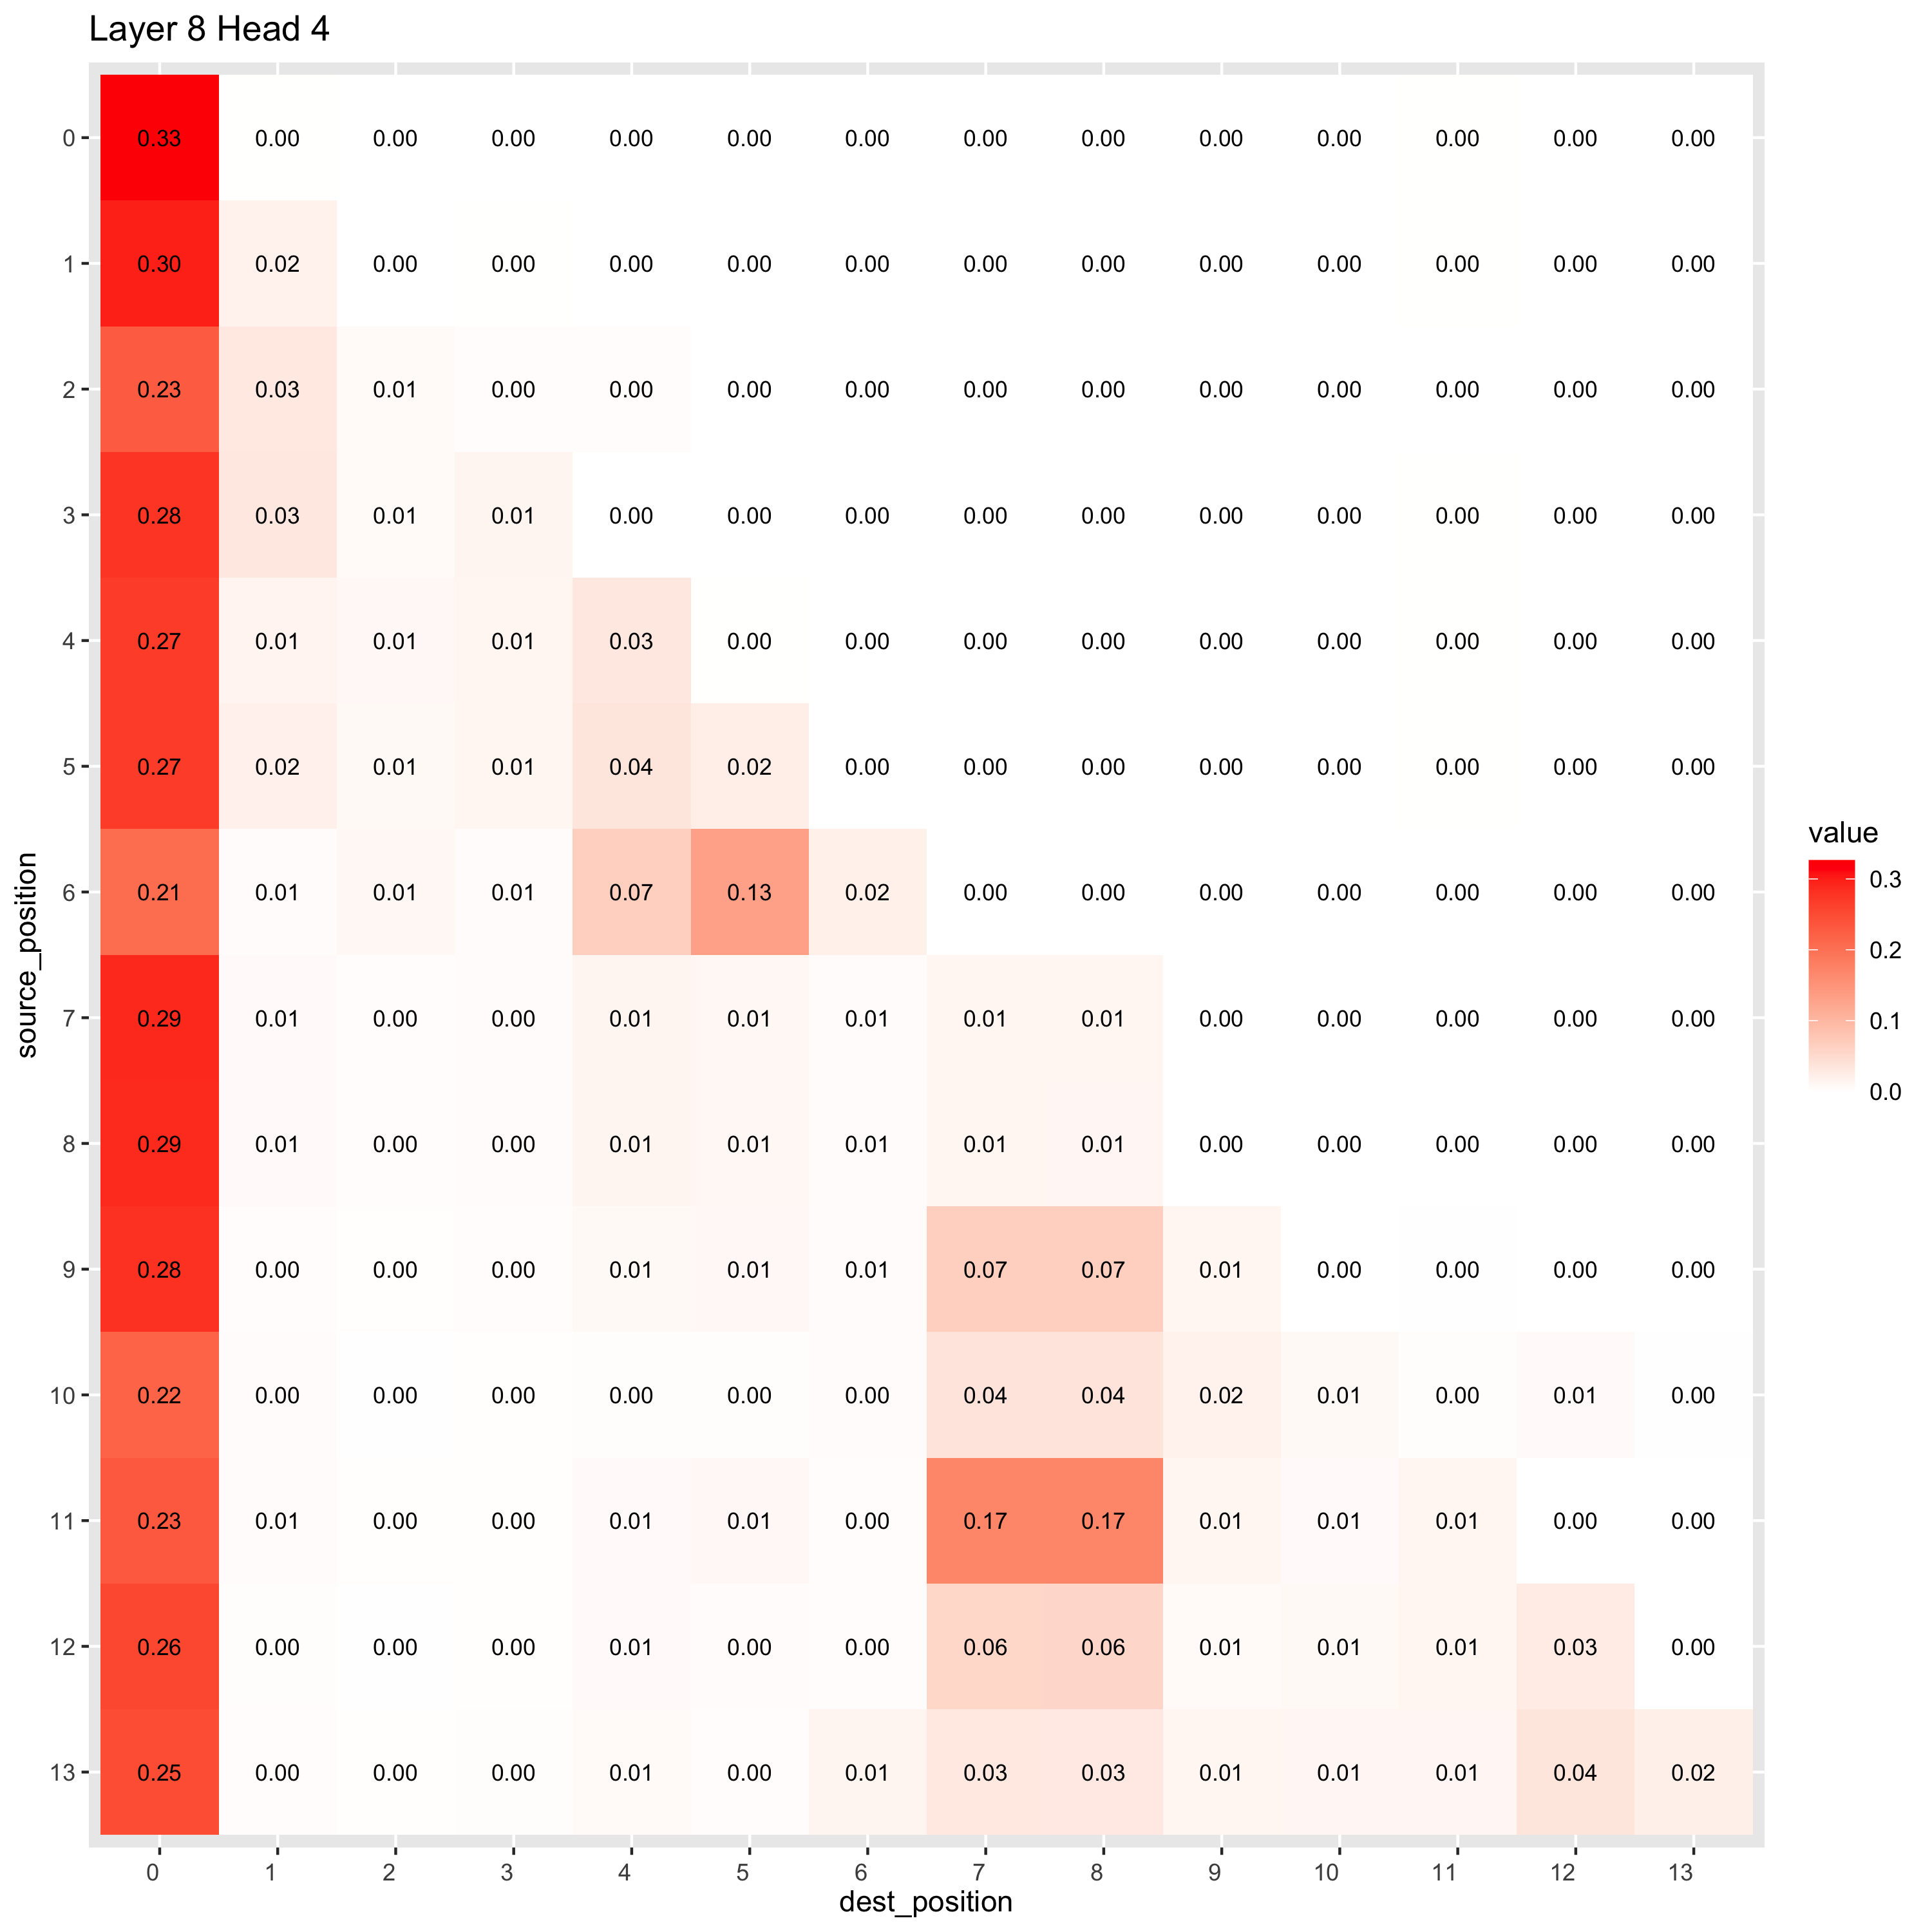 Layer 8 Head 4
0 0.33 0.00 0.00 0.00 0.00 0.00 0.00 0.00 0.00 0.00 0.00 0.00 0.00 0.00
1 0.30 0.02 0.00 0.00 0.00 0.00 0.00 0.00 0.00 0.00 0.00 0.00 0.00 0.00
2 0.23 0.03 0.01 0.00 0.00 0.00 0.00 0.00 0.00 0.00 0.00 0.00 0.00 0.00
3 0.28 0.03 0.01 0.01 0.00 0.00 0.00 0.00 0.00 0.00 0.00 0.00 0.00 0.00
4 0.27 0.01 0.01 0.01 0.03 0.00 0.00 0.00 0.00 0.00 0.00 0.00 0.00 0.00
5 0.27 0.02 0.01 0.01 0.04 0.02 0.00 0.00 0.00 0.00 0.00 0.00 0.00 0.00
6 0.21 0.01 0.01 0.01 0.07 0.13 0.02 0.00 0.00 0.00 0.00 0.00 0.00 0.00
7 0.29 0.01 0.00 0.00 0.01 0.01 0.01 0.01 0.01 0.00 0.00 0.00 0.00 0.00
8 0.29 0.01 0.00 0.00 0.01 0.01 0.01 0.01 0.01 0.00 0.00 0.00 0.00 0.00
9 0.28 0.00 0.00 0.00 0.01 0.01 0.01 0.07 0.07 0.01 0.00 0.00 0.00 0.00
10 0.22 0.00 0.00 0.00 0.00 0.00 0.00 0.04 0.04 0.02 0.01 0.00 0.01 0.00
11 0.23 0.01 0.00 0.00 0.01 0.01 0.00 0.17 0.17 0.01 0.01 0.01 0.00 0.00
12 0.26 0.00 0.00 0.00 0.01 0.00 0.00 0.06 0.06 0.01 0.01 0.01 0.03 0.00
13 0.25 0.00 0.00 0.00 0.01 0.00 0.01 0.03 0.03 0.01 0.01 0.01 0.04 0.02
0 1 2 3 4 5 6 7 8 9 10 11 12 13
dest_position
source_position
value
0.3
0.2
0.1
0.0